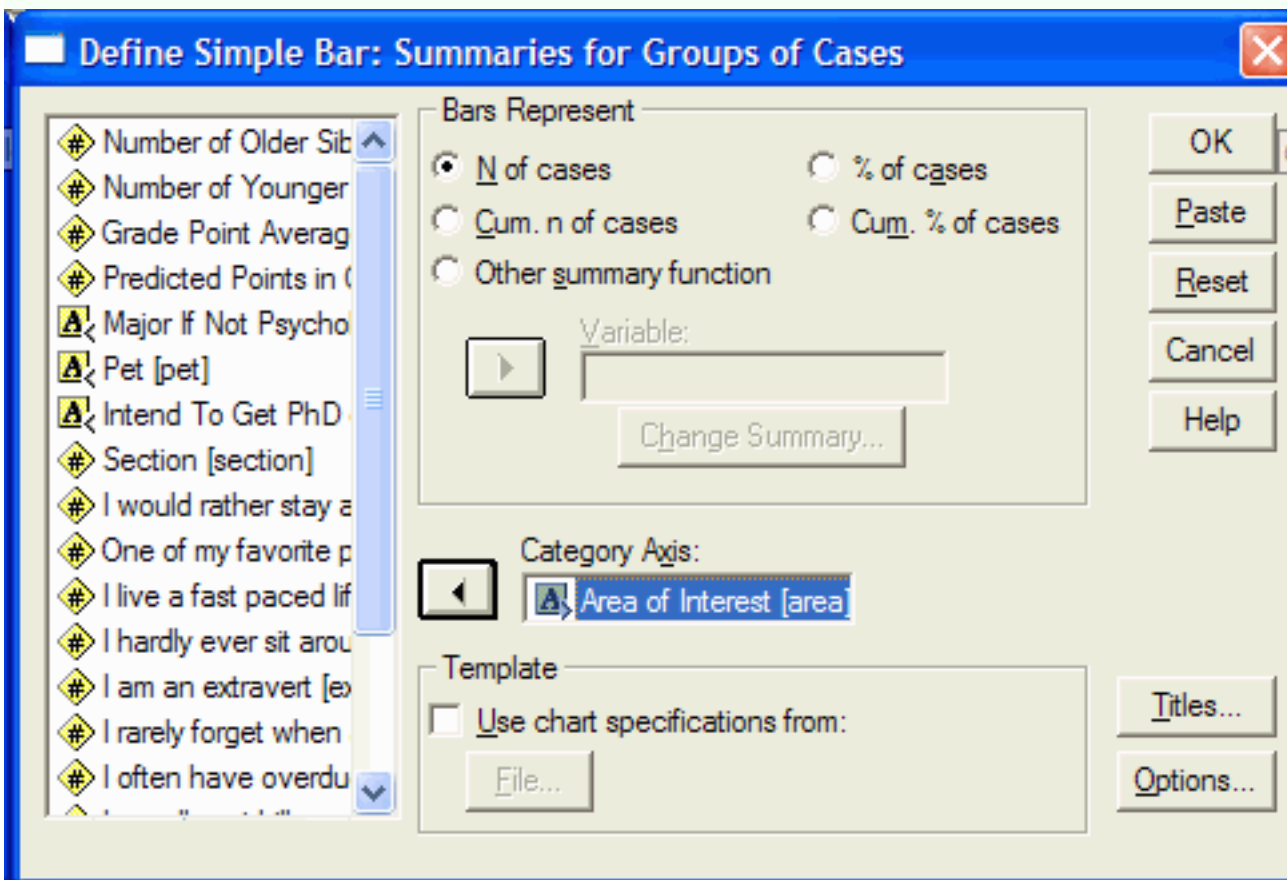 Define Simple Bar: Summaries for Groups of Cases
Number of Older Sib
Number of Younger
Grade Point Averag
Predicted Points in
Major If Not Psychol
Pet [pet]
Intend To Get PhD
Section [section]
I would rather stay a
One of my favorite p
I live a fast paced lif
I hardly ever sit arou
I am an extravert [ex
I rarely forget when
I often have overdu
Bars Represent
N of cases
% of cases
Cum. n of cases
Cum. % of cases
Other summary function
Variable:
Change Summary...
Category Axis:
Area of Interest [area]
Template
Use chart specifications from:
File...
OK
Paste
Reset
Cancel
Help
Titles...
Options...